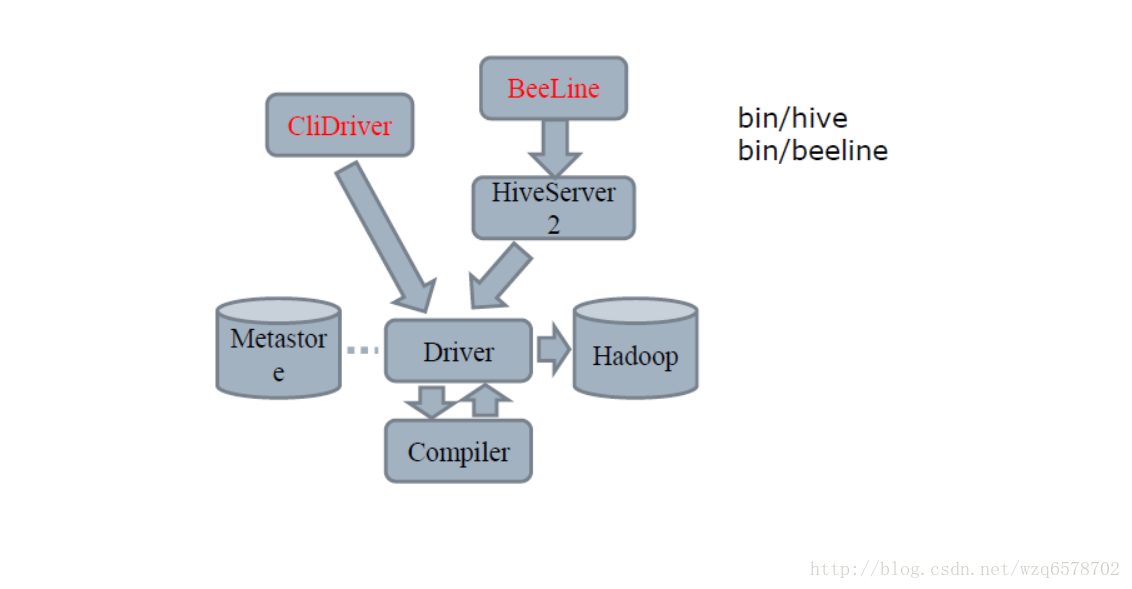 BeeLine
CliDriver
bin/hive
bin/beeline
HiveServer
2
Metastor
e
Driver
Hadoop
Compiler
http://blog.csdn.net/wzq6578702